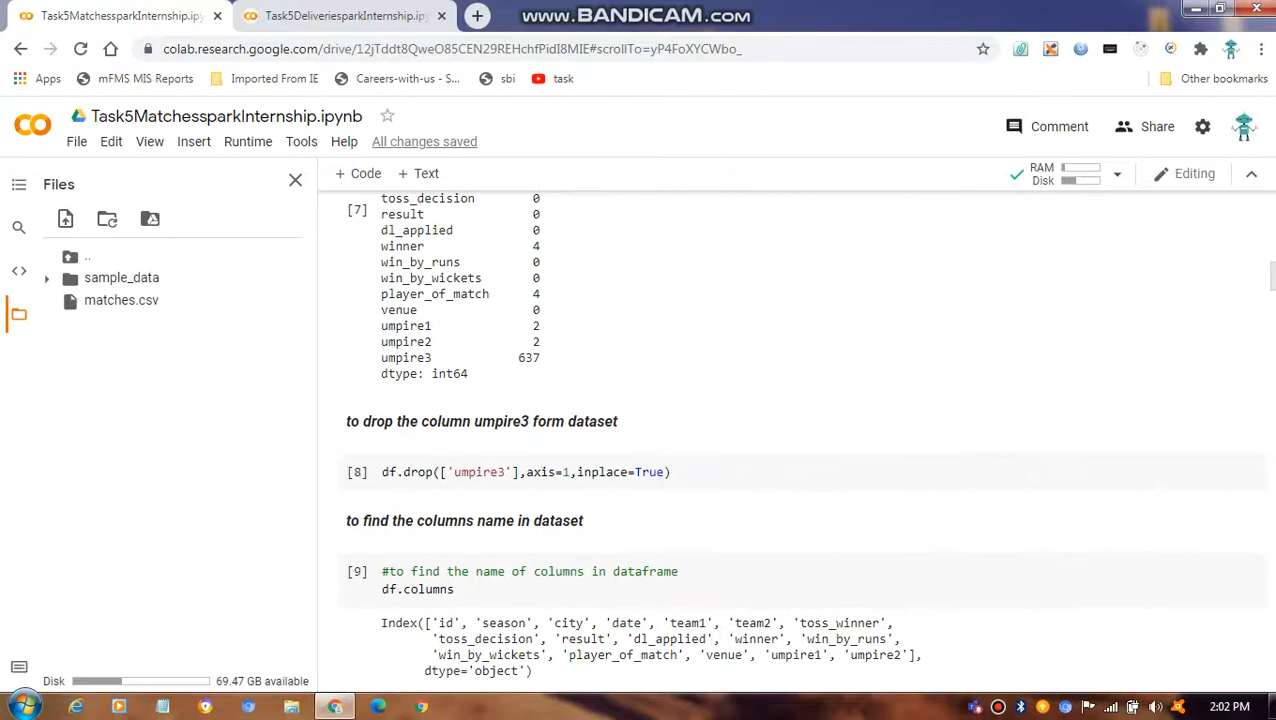 Task5MatchessparkInternship.ipy
Task5DeliveriesparkInternship.ip
www.BANDICAM.com
colab.research.google.com/drive/12jTddt8QweO85CEN29REHchfPidI8MIE#scrollTo=yP4FoXYCWbo_
Apps
mFMS MIS Reports
Imported From IE
Careers-with-us - S...
sbi
task
Other bookmarks
CO
Task5MatchessparkInternship.ipynb
Comment
Share
File Edit View Insert Runtime Tools Help All changes saved
Files
+ Code + Text
RAM
Disk
Editing
..
sample_data
matches.csv
toss_decision 0
[7]
result 0
dl_applied 0
winner 4
win_by_runs 0
win_by_wickets 0
player_of_match 4
venue 0
umpire1 2
umpire2 2
umpire3 637
dtype: int64
to drop the column umpire3 form dataset
[8] df.drop(['umpire3'],axis=1,inplace=True)
to find the columns name in dataset
[9] #to find the name of columns in dataframe
df.columns
Index(['id', 'season', 'city', 'date', 'team1', 'team2', 'toss_winner',
'toss_decision', 'result', 'dl_applied', 'winner', 'win_by_runs',
'win_by_wickets', 'player_of_match', 'venue', 'umpire1', 'umpire2'],
dtype='object')
Disk 69.47 GB available
2:02 PM